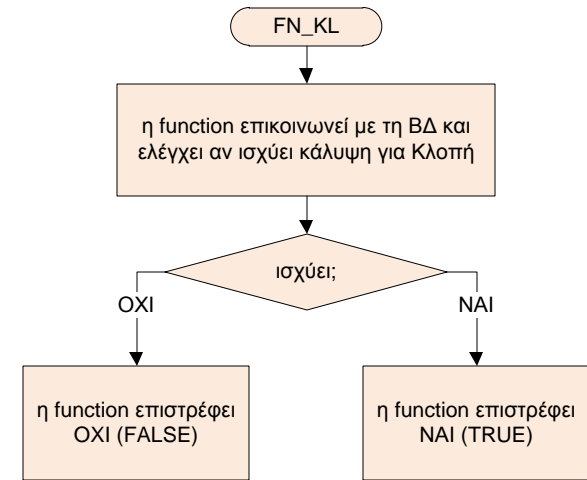 FN_KL
η function επικοινωνεί με τη ΒΔ και
ελέγχει αν ισχύει κάλυψη για Κλοπή
ισχύει;
ΟΧΙ
ΝΑΙ
η function επιστρέφει
ΟΧΙ (FALSE)
η function επιστρέφει
ΝΑΙ (TRUE)